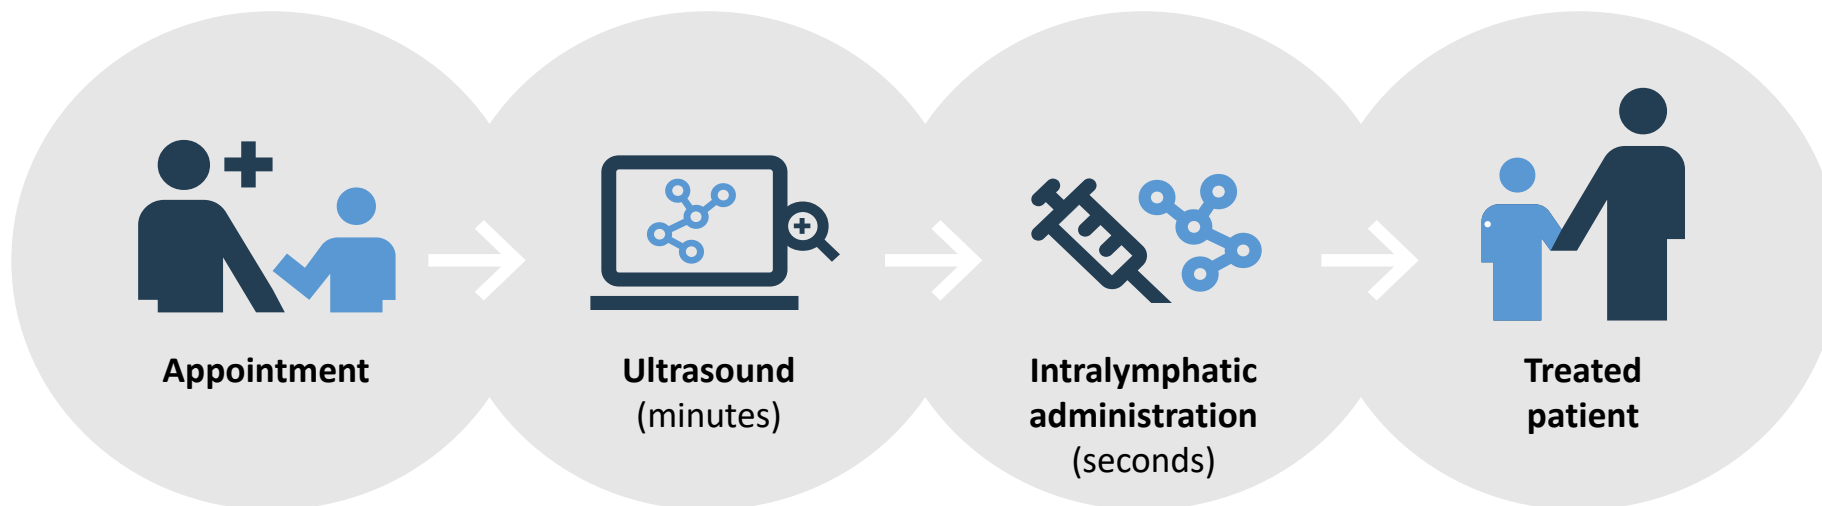 Appointment
Ultrasound
(minutes)
Intralymphatic
administration
(seconds)
Treated
patient